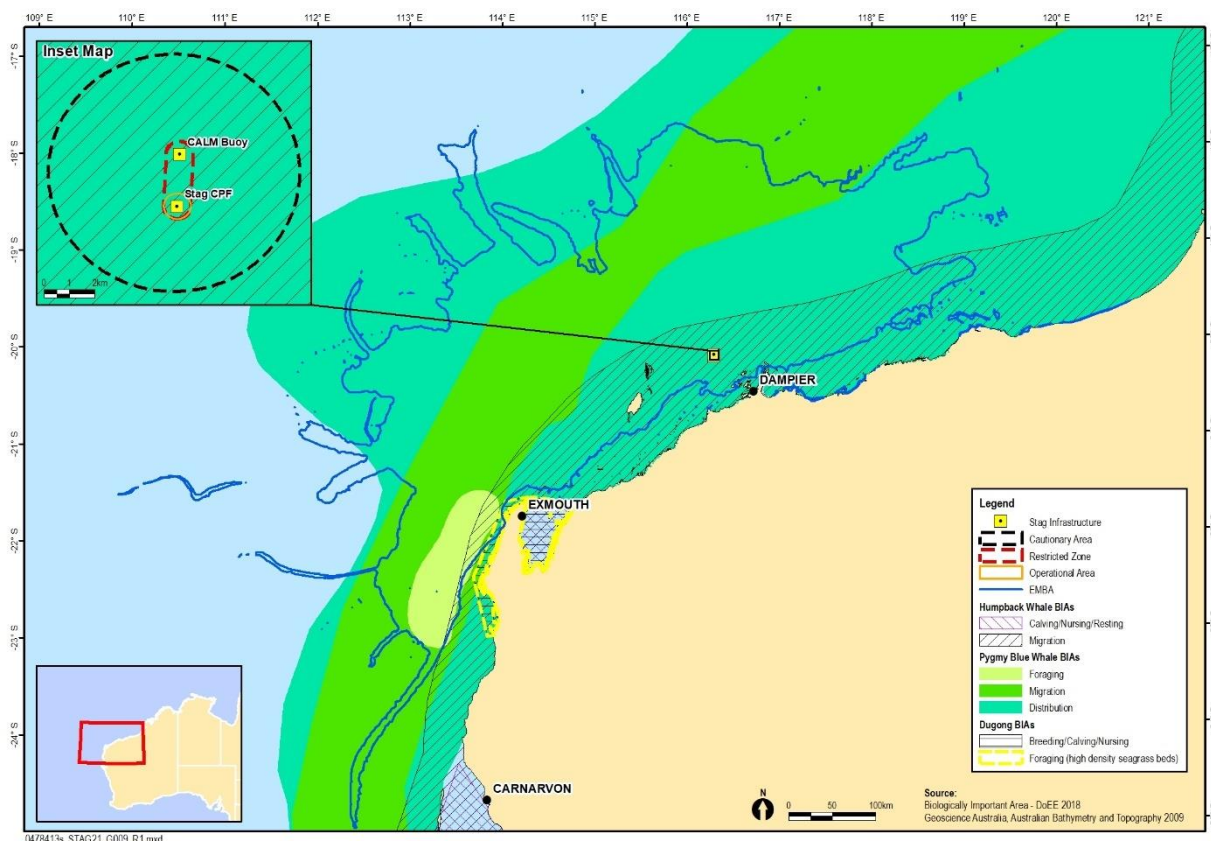 109° E 110° E 111° E 112° E 113° E 114° E 115° E 116° E 117° E 118° E 119° E 120° E 121° E
-17° S
-18° S
-19° S
-20° S
-21° S
-22° S
-23° S
-24° S
Inset Map
CALM Buoy
Stag CPF
0 1 2km
DAMPIER
EXMOUTH
CARNARVON
Legend
Stag Infrastructure
Cautionary Area
Restricted Zone
Operational Area
EMBA
Humpback Whale BIAs
Calving/Nursing/Resting
Migration
Pygmy Blue Whale BIAs
Foraging
Migration
Distribution
Dugong BIAs
Breeding/Calving/Nursing
Foraging (high density seagrass beds)
N
0 50 100km
Source:
Biologically Important Area - DoEE 2018
Geoscience Australia, Australian Bathymetry and Topography 2009
0478413s_STAG21_G009_R1.mxd